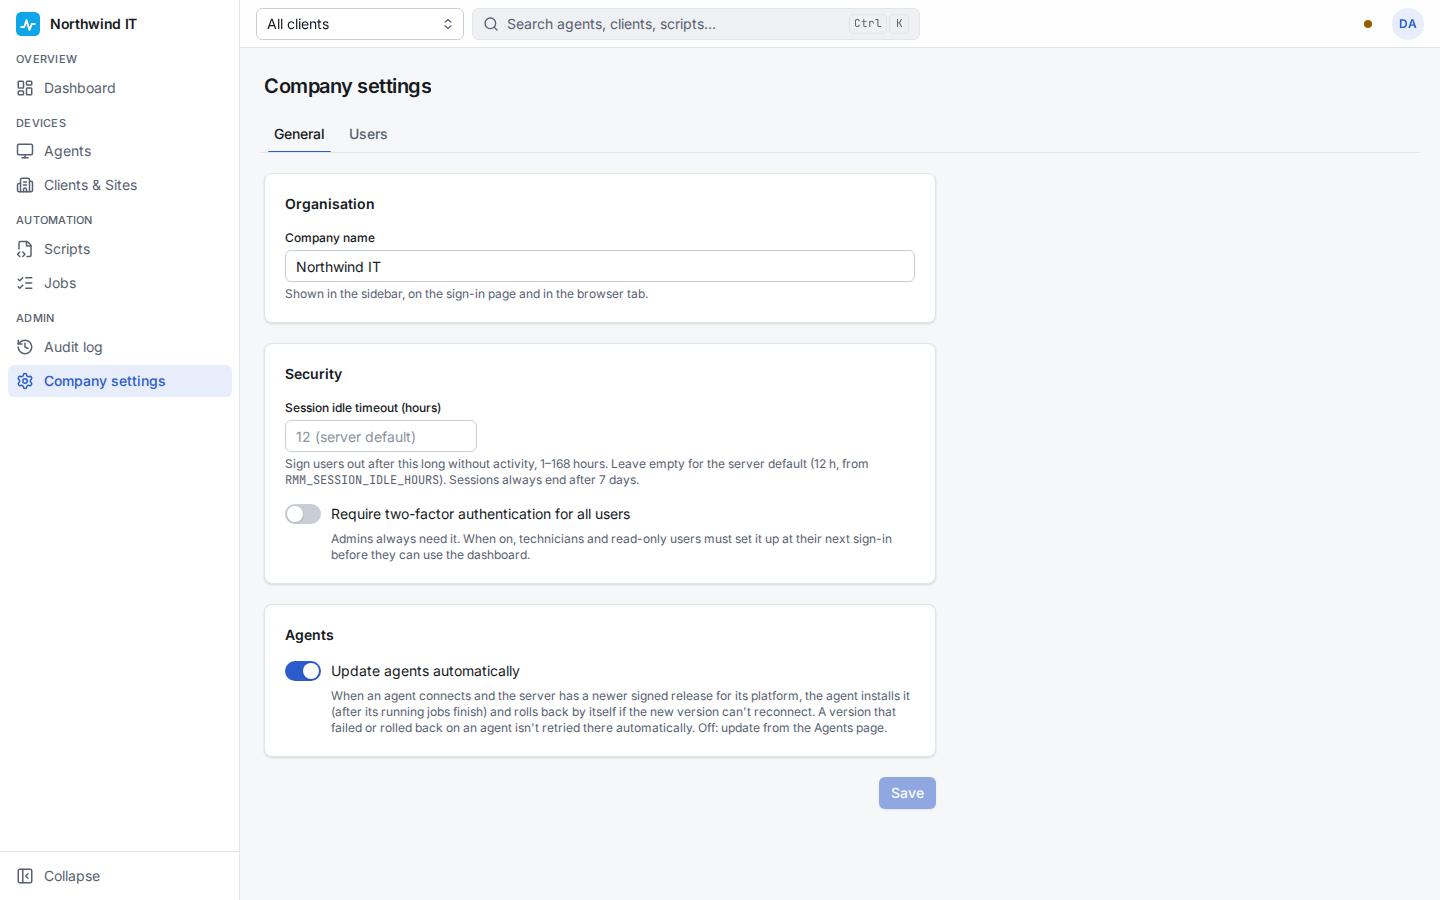 Northwind IT
All clients
Search agents, clients, scripts...
Ctrl K
DA
OVERVIEW
Dashboard
DEVICES
Agents
Clients & Sites
AUTOMATION
Scripts
Jobs
ADMIN
Audit log
Company settings
Collapse
Company settings
General
Users
Organisation
Company name
Northwind IT
Shown in the sidebar, on the sign-in page and in the browser tab.
Security
Session idle timeout (hours)
12 (server default)
Sign users out after this long without activity, 1–168 hours. Leave empty for the server default (12 h, from
RMM_SESSION_IDLE_HOURS). Sessions always end after 7 days.
Require two-factor authentication for all users
Admins always need it. When on, technicians and read-only users must set it up at their next sign-in
before they can use the dashboard.
Agents
Update agents automatically
When an agent connects and the server has a newer signed release for its platform, the agent installs it
(after its running jobs finish) and rolls back by itself if the new version can't reconnect. A version that
failed or rolled back on an agent isn't retried there automatically. Off: update from the Agents page.
Save